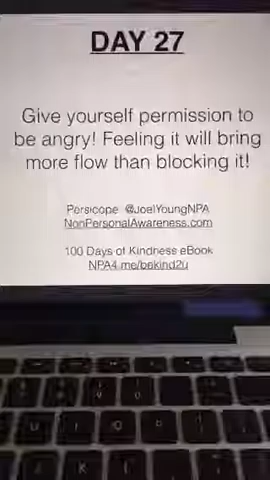 DAY 27
Give yourself permission to
be angry! Feeling it will bring
more flow than blocking it!
Periscope @JoelYoungNPA
NonPersonalAwareness.com
100 Days of Kindness eBook
NPA4.me/bekind2u
U I O
J K L